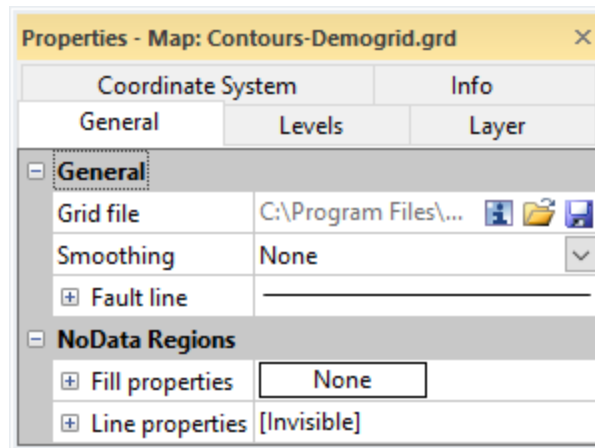 Properties - Map: Contours-Demogrid.grd
Coordinate System Info
General Levels Layer
General
Grid file C:\Program Files\...
Smoothing None
Fault line
NoData Regions
Fill properties None
Line properties [Invisible]